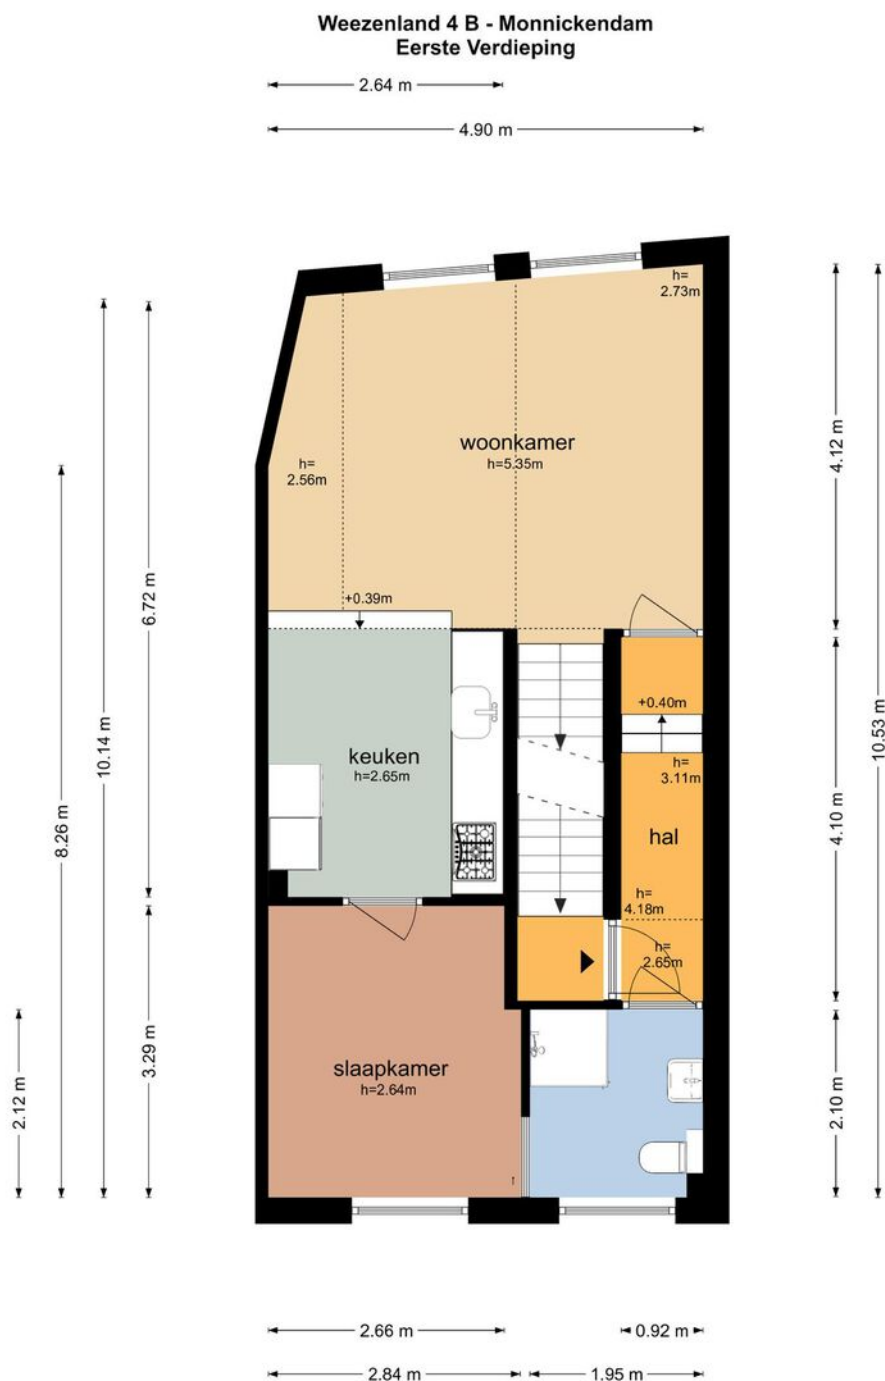 Weezenland 4 B - Monnickendam
Eerste Verdieping
2.64 m
4.90 m
h=
2.73m
woonkamer
h=5.35m
h=
2.56m
4.12 m
6.72 m
10.14 m
8.26 m
10.53 m
+0.39m
+0.40m
keuken
h=2.65m
h=
3.11m
hal
4.10 m
h=
4.18m
h=
2.65m
slaapkamer
h=2.64m
3.29 m
2.12 m
2.10 m
2.66 m
0.92 m
2.84 m
1.95 m